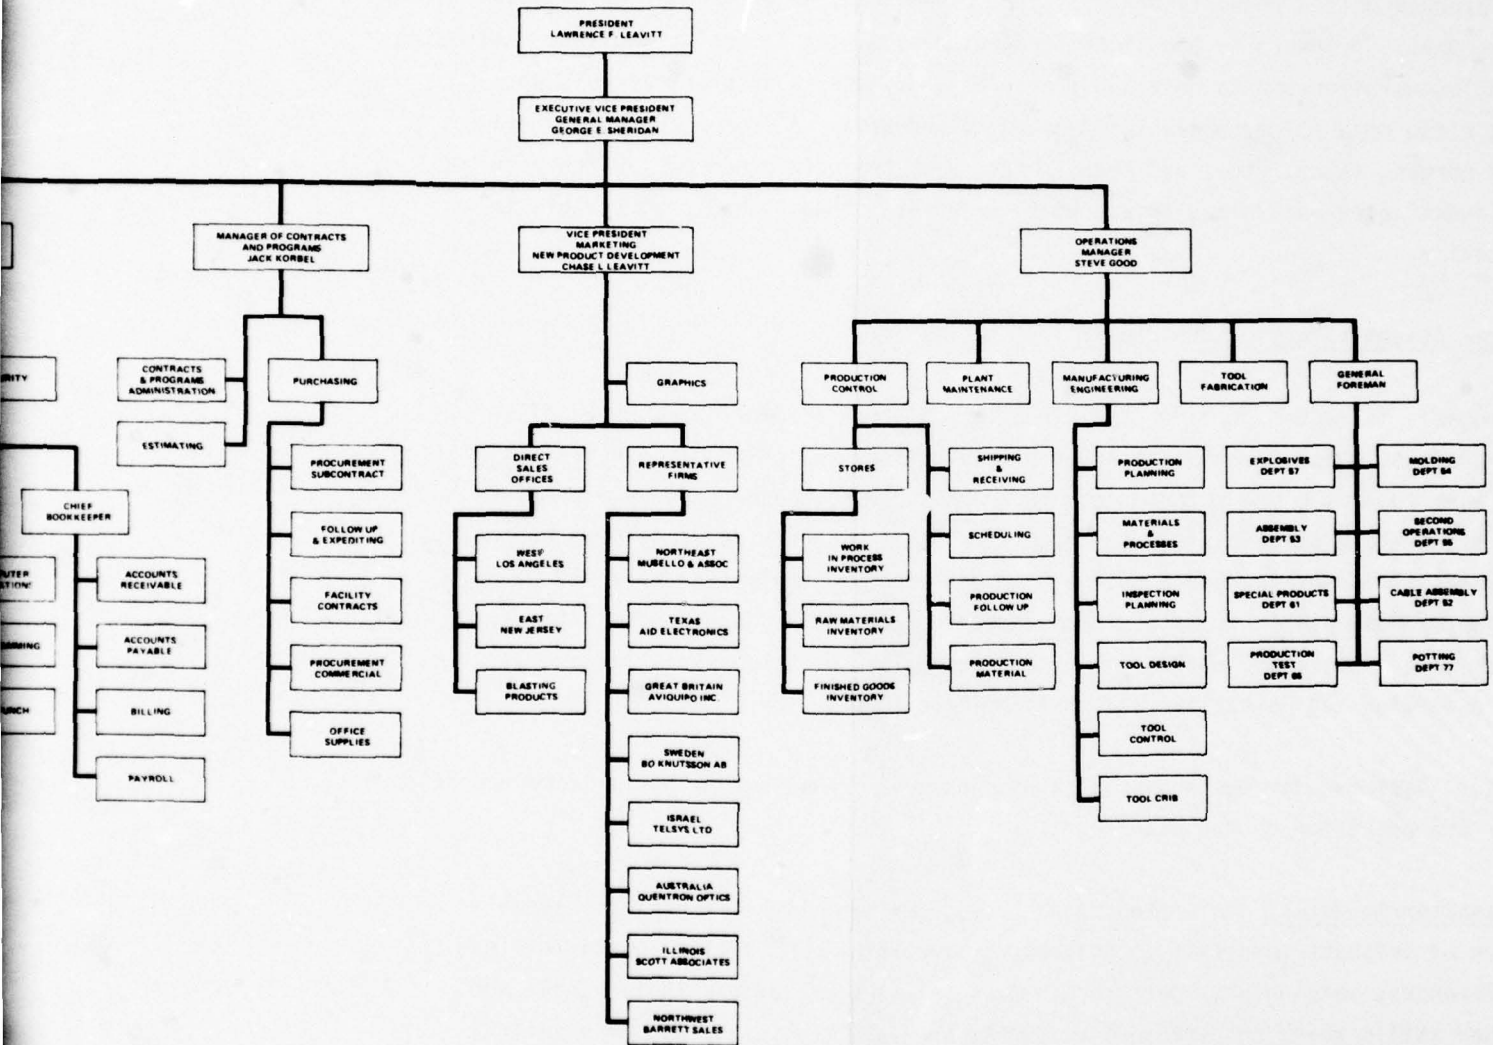 PRESIDENT
LAWRENCE F. LEAVITT
EXECUTIVE VICE PRESIDENT
GENERAL MANAGER
GEORGE E. SHERIDAN
MANAGER OF CONTRACTS
AND PROGRAMS
JACK KORBEL
VICE PRESIDENT
MARKETING
NEW PRODUCT DEVELOPMENT
CHASE L LEAVITT
OPERATIONS
MANAGER
STEVE GOOD
CONTRACTS
& PROGRAMS
ADMINISTRATION
ESTIMATING
PURCHASING
PROCUREMENT
SUBCONTRACT
FOLLOW UP
& EXPEDITING
FACILITY
CONTRACTS
PROCUREMENT
COMMERCIAL
OFFICE
SUPPLIES
CHIEF
BOOKKEEPER
ACCOUNTS
RECEIVABLE
ACCOUNTS
PAYABLE
BILLING
PAYROLL
GRAPHICS
DIRECT
SALES
OFFICES
WEST
LOS ANGELES
EAST
NEW JERSEY
BLASTING
PRODUCTS
REPRESENTATIVE
FIRMS
NORTHEAST
MUBELLO & ASSOC
TEXAS
AID ELECTRONICS
GREAT BRITAIN
AVIQUIPO INC.
SWEDEN
BO KNUTSSON AB
ISRAEL
TELSYS LTD
AUSTRALIA
QUENTRON OPTICS
ILLINOIS
SCOTT ASSOCIATES
NORTHWEST
BARRETT SALES
PRODUCTION
CONTROL
STORES
WORK
IN PROCESS
INVENTORY
RAW MATERIALS
INVENTORY
FINISHED GOODS
INVENTORY
SHIPPING
&
RECEIVING
SCHEDULING
PRODUCTION
FOLLOW UP
PRODUCTION
MATERIAL
PLANT
MAINTENANCE
MANUFACTURING
ENGINEERING
PRODUCTION
PLANNING
MATERIALS
&
PROCESSES
INSPECTION
PLANNING
TOOL DESIGN
TOOL
CONTROL
TOOL CRIB
TOOL
FABRICATION
GENERAL
FOREMAN
EXPLOSIVES
DEPT 57
MOLDING
DEPT 54
ASSEMBLY
DEPT 53
SECOND
OPERATIONS
DEPT
SPECIAL PRODUCTS
DEPT 61
CABLE ASSEMBLY
DEPT 52
PRODUCTION
TEST
DEPT
POTTING
DEPT 77